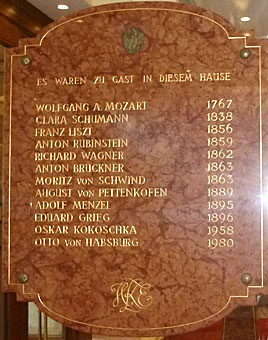 ES WAREN ZU GAST IN DIESEM HAUSE
WOLFGANG A. MOZART 1767
CLARA SCHUMANN 1838
FRANZ LISZT 1856
ANTON RUBINSTEIN 1859
RICHARD WAGNER 1862
ANTON BRUCKNER 1863
MORITZ von SCHWIND 1863
AUGUST von PETTENKOFEN 1889
ADOLF MENZEL 1895
EDUARD GRIEG 1896
OSKAR KOKOSCHKA 1958
OTTO von HABSBURG 1980